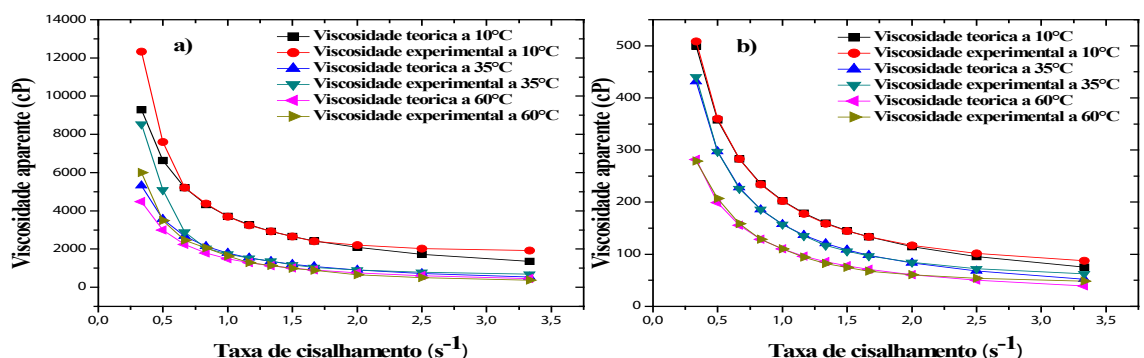 a)
Viscosidade teorica a 10°C
Viscosidade experimental a 10°C
Viscosidade teorica a 35°C
Viscosidade experimental a 35°C
Viscosidade teorica a 60°C
Viscosidade experimental a 60°C
Viscosidade aparente (cP)
14000
12000
10000
8000
6000
4000
2000
0
0,0 0,5 1,0 1,5 2,0 2,5 3,0 3,5
Taxa de cisalhamento (s-1)
b)
Viscosidade teorica a 10°C
Viscosidade experimental a 10°C
Viscosidade teorica a 35°C
Viscosidade experimental a 35°C
Viscosidade teorica a 60°C
Viscosidade experimental a 60°C
Viscosidade aparente (cP)
500
400
300
200
100
0
0,0 0,5 1,0 1,5 2,0 2,5 3,0 3,5
Taxa de cisalhamento (s-1)